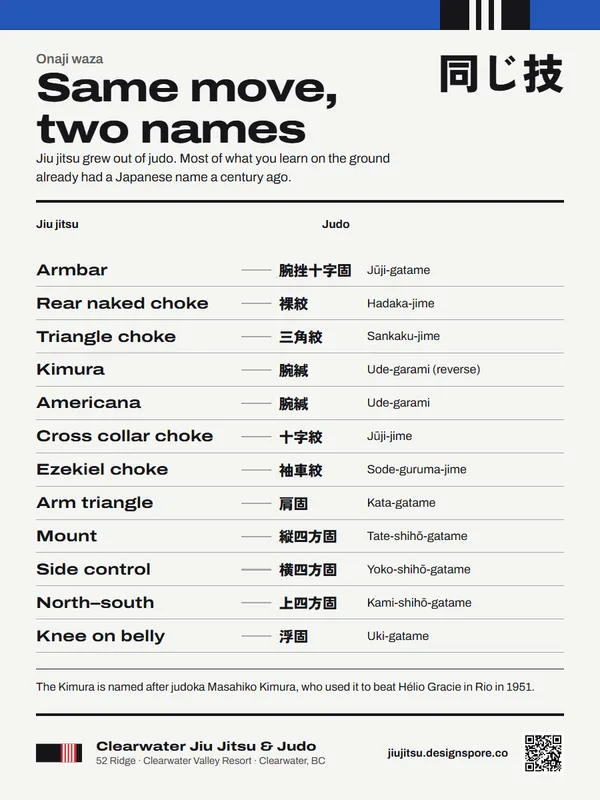 Onaji waza
同じ技
Same move,
two names
Jiu jitsu grew out of judo. Most of what you learn on the ground
already had a Japanese name a century ago.
Jiu jitsu Judo
Armbar 腕挫十字固 Jūji-gatame
Rear naked choke 裸絞 Hadaka-jime
Triangle choke 三角絞 Sankaku-jime
Kimura 腕緘 Ude-garami (reverse)
Americana 腕緘 Ude-garami
Cross collar choke 十字絞 Jūji-jime
Ezekiel choke 袖車絞 Sode-guruma-jime
Arm triangle 肩固 Kata-gatame
Mount 縦四方固 Tate-shihō-gatame
Side control 横四方固 Yoko-shihō-gatame
North–south 上四方固 Kami-shihō-gatame
Knee on belly 浮固 Uki-gatame
The Kimura is named after judoka Masahiko Kimura, who used it to beat Hélio Gracie in Rio in 1951.
Clearwater Jiu Jitsu & Judo
52 Ridge · Clearwater Valley Resort · Clearwater, BC
jiujitsu.designspore.co